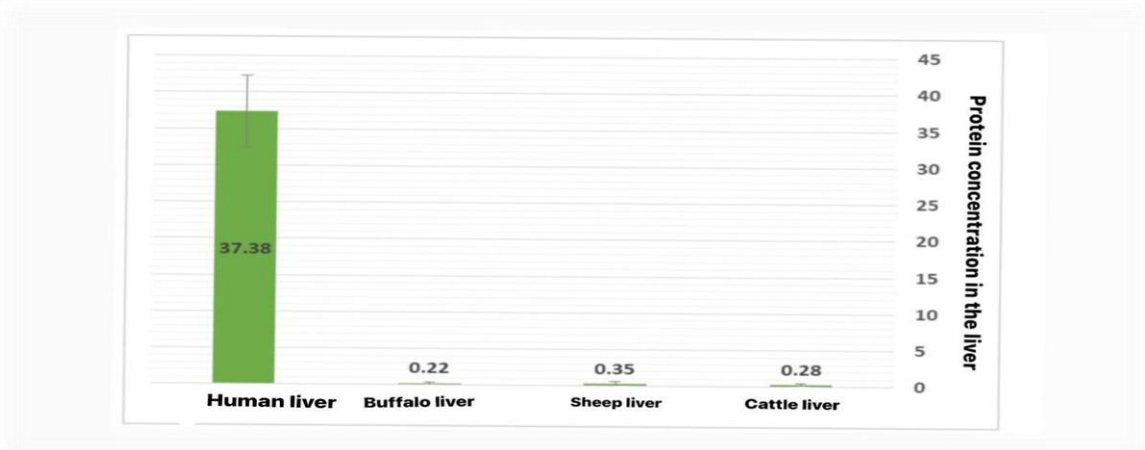 45
40
35
30
25
20
15
10
5
0
Protein concentration in the liver
37.38
0.22
0.35
0.28
Human liver
Buffalo liver
Sheep liver
Cattle liver